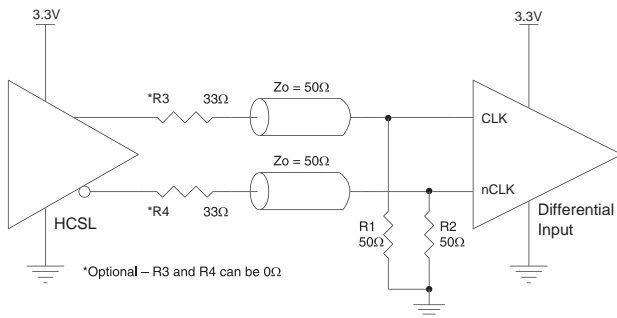 3.3V
3.3V
*R3
33Ω
Zo = 50Ω
CLK
Zo = 50Ω
nCLK
*R4
33Ω
HCSL
R1
50Ω
R2
50Ω
Differential
Input
*Optional – R3 and R4 can be 0Ω